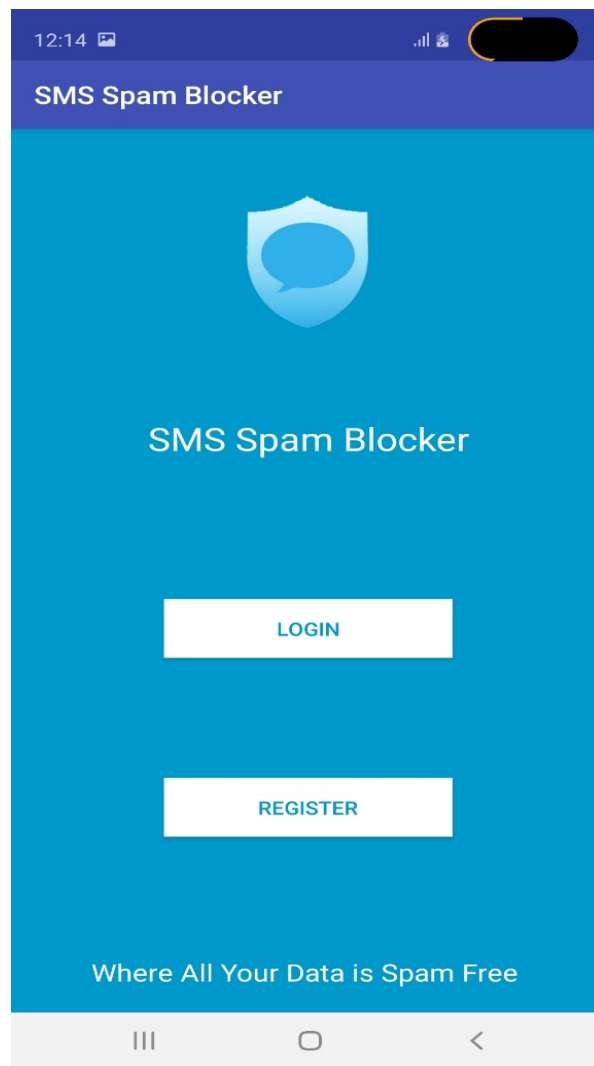 12:14
SMS Spam Blocker
SMS Spam Blocker
LOGIN
REGISTER
Where All Your Data is Spam Free